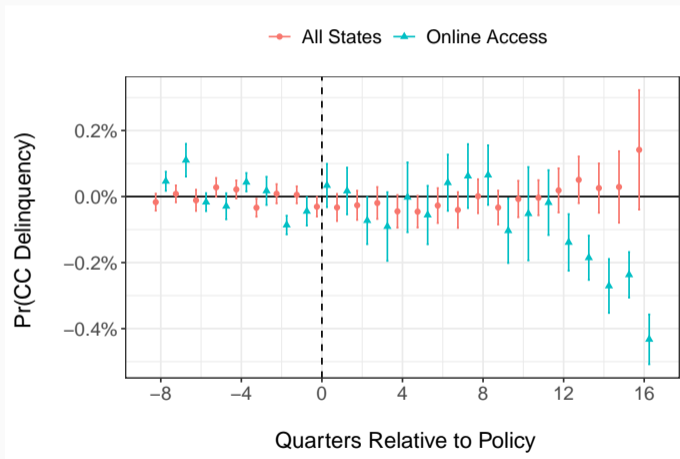 All States Online Access
Pr(CC Delinquency)
0.2%
0.0%
−0.2%
−0.4%
−8 −4 0 4 8 12 16
Quarters Relative to Policy